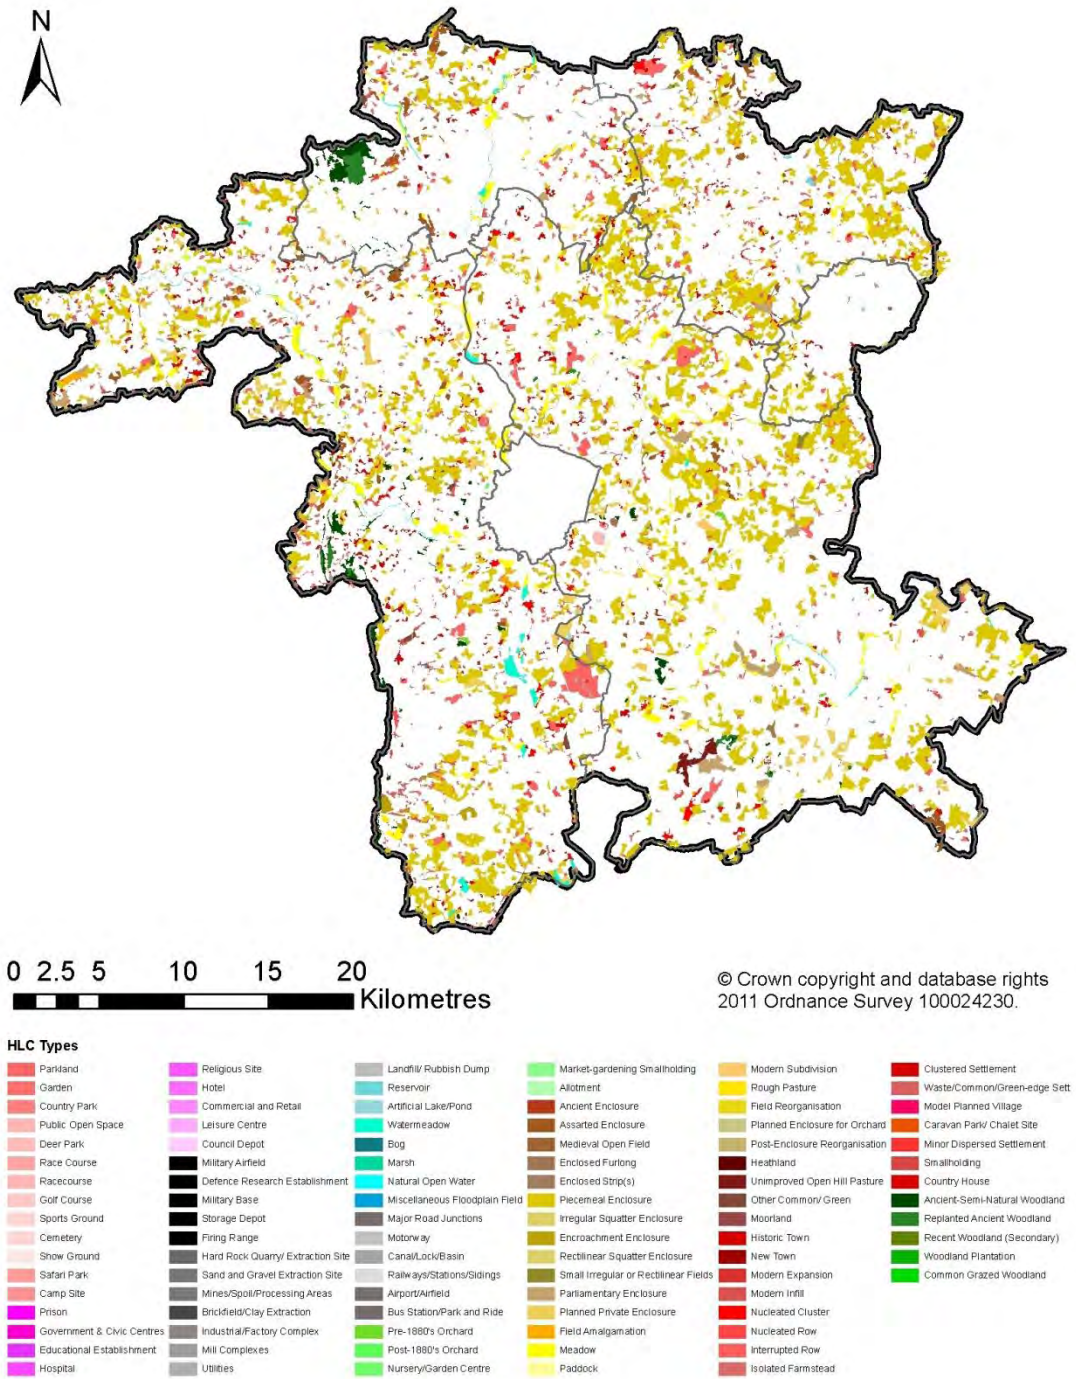 N
0 2.5 5 10 15 20
Kilometres
© Crown copyright and database rights
2011 Ordnance Survey 100024230.
HLC Types
Parkland
Garden
Country Park
Public Open Space
Deer Park
Race Course
Racecourse
Golf Course
Sports Ground
Cemetery
Show Ground
Safari Park
Camp Site
Prison
Government & Civic Centres
Educational Establishment
Hospital
Religious Site
Hotel
Commercial and Retail
Leisure Centre
Council Depot
Military Airfield
Defence Research Establishment
Military Base
Storage Depot
Firing Range
Hard Rock Quarry/ Extraction Site
Sand and Gravel Extraction Site
Mines/Spoil/Processing Areas
Brickfield/Clay Extraction
Industrial/Factory Complex
Mill Complexes
Utilities
Landfill/ Rubbish Dump
Reservoir
Artificial Lake/Pond
Watermeadow
Bog
Marsh
Natural Open Water
Miscellaneous Floodplain Field
Major Road Junctions
Motorway
Canal/Lock/Basin
Railways/Stations/Sidings
Airport/Airfield
Bus Station/Park and Ride
Pre-1880's Orchard
Post-1880's Orchard
Nursery/Garden Centre
Market-gardening Smallholding
Allotment
Ancient Enclosure
Assarted Enclosure
Medieval Open Field
Enclosed Furlong
Enclosed Strip(s)
Piecemeal Enclosure
Irregular Squatter Enclosure
Encroachment Enclosure
Rectilinear Squatter Enclosure
Small Irregular or Rectilinear Fields
Parliamentary Enclosure
Planned Private Enclosure
Field Amalgamation
Meadow
Paddock
Modern Subdivision
Rough Pasture
Field Reorganisation
Planned Enclosure for Orchard
Post-Enclosure Reorganisation
Heathland
Unimproved Open Hill Pasture
Other Common/ Green
Moorland
Historic Town
New Town
Modern Expansion
Modern Infill
Nucleated Cluster
Nucleated Row
Interrupted Row
Isolated Farmstead
Clustered Settlement
Waste/Common/Green-edge Sett
Model Planned Village
Caravan Park/ Chalet Site
Minor Dispersed Settlement
Smallholding
Country House
Ancient-Semi-Natural Woodland
Replanted Ancient Woodland
Recent Woodland (Secondary)
Woodland Plantation
Common Grazed Woodland